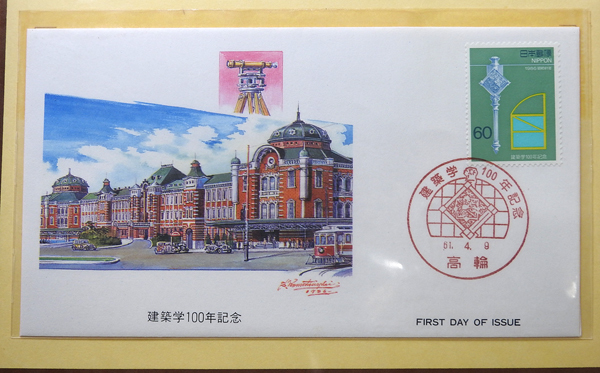 日本郵便
NIPPON
60
建築学100年記念
建築学 100年記念
61. 4. 9
高輪
建築学100年記念
FIRST DAY OF ISSUE